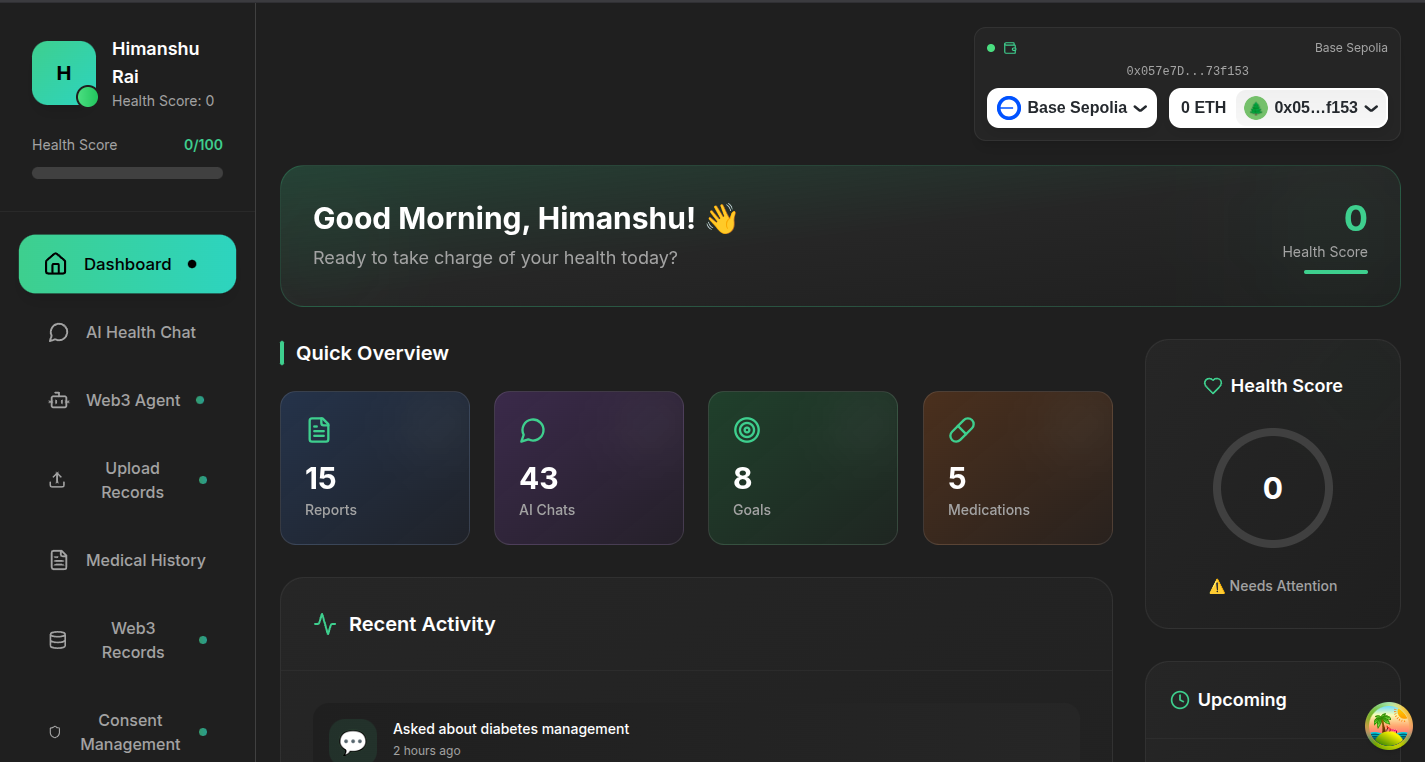 H
Himanshu
Rai
Health Score: 0
Health Score 0/100
Dashboard
AI Health Chat
Web3 Agent
Upload
Records
Medical History
Web3
Records
Consent
Management
Base Sepolia
0x057e7D...73f153
Base Sepolia
0 ETH 0x05...f153
Good Morning, Himanshu! 👋
Ready to take charge of your health today?
0
Health Score
Quick Overview
15
Reports
43
AI Chats
8
Goals
5
Medications
Recent Activity
Asked about diabetes management
2 hours ago
Health Score
0
⚠️ Needs Attention
Upcoming